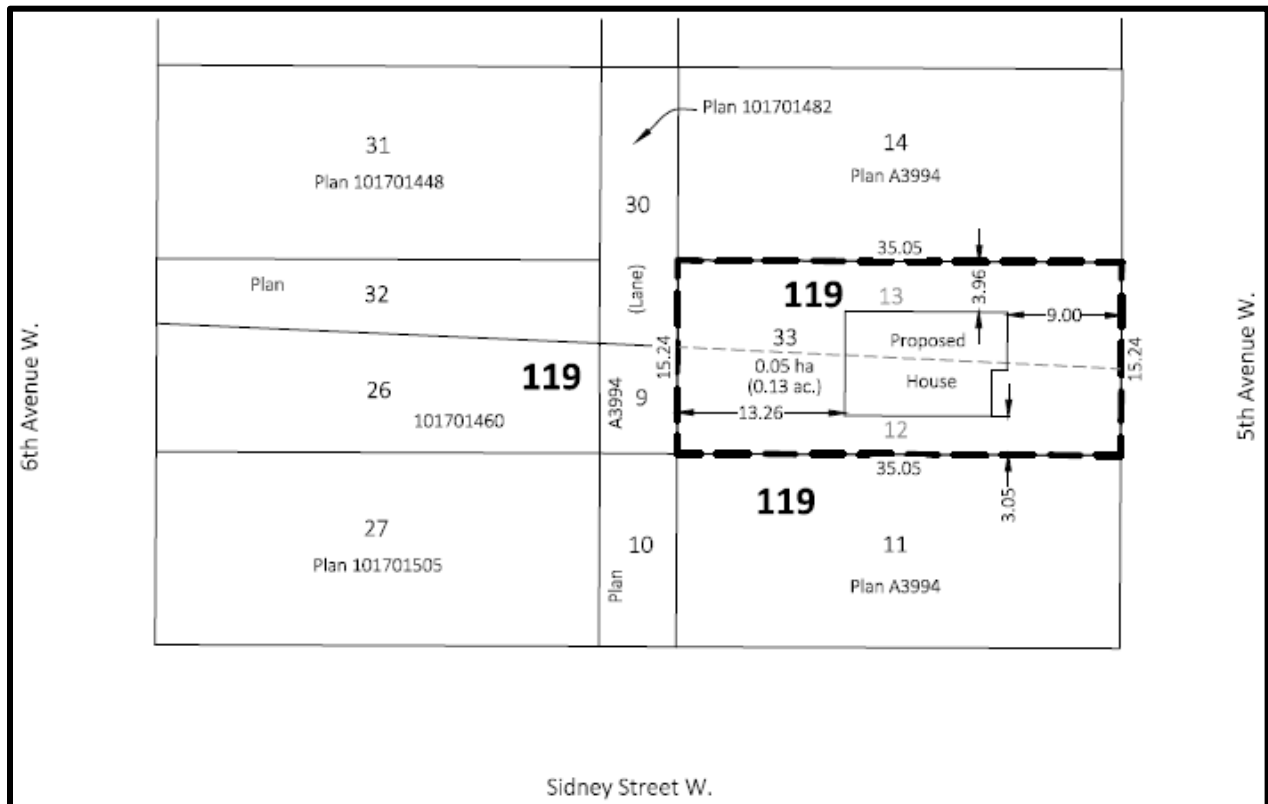 Plan 101701482
31
Plan 101701448
14
Plan A3994
30
35.05
(Lane)
Plan
32
119
13
3.96
9.00
6th Avenue W.
5th Avenue W.
33
0.05 ha
(0.13 ac.)
Proposed
House
15.24
15.24
119
26
101701460
A3994
9
13.26
12
35.05
119
3.05
27
Plan 101701505
10
Plan
11
Plan A3994
Sidney Street W.